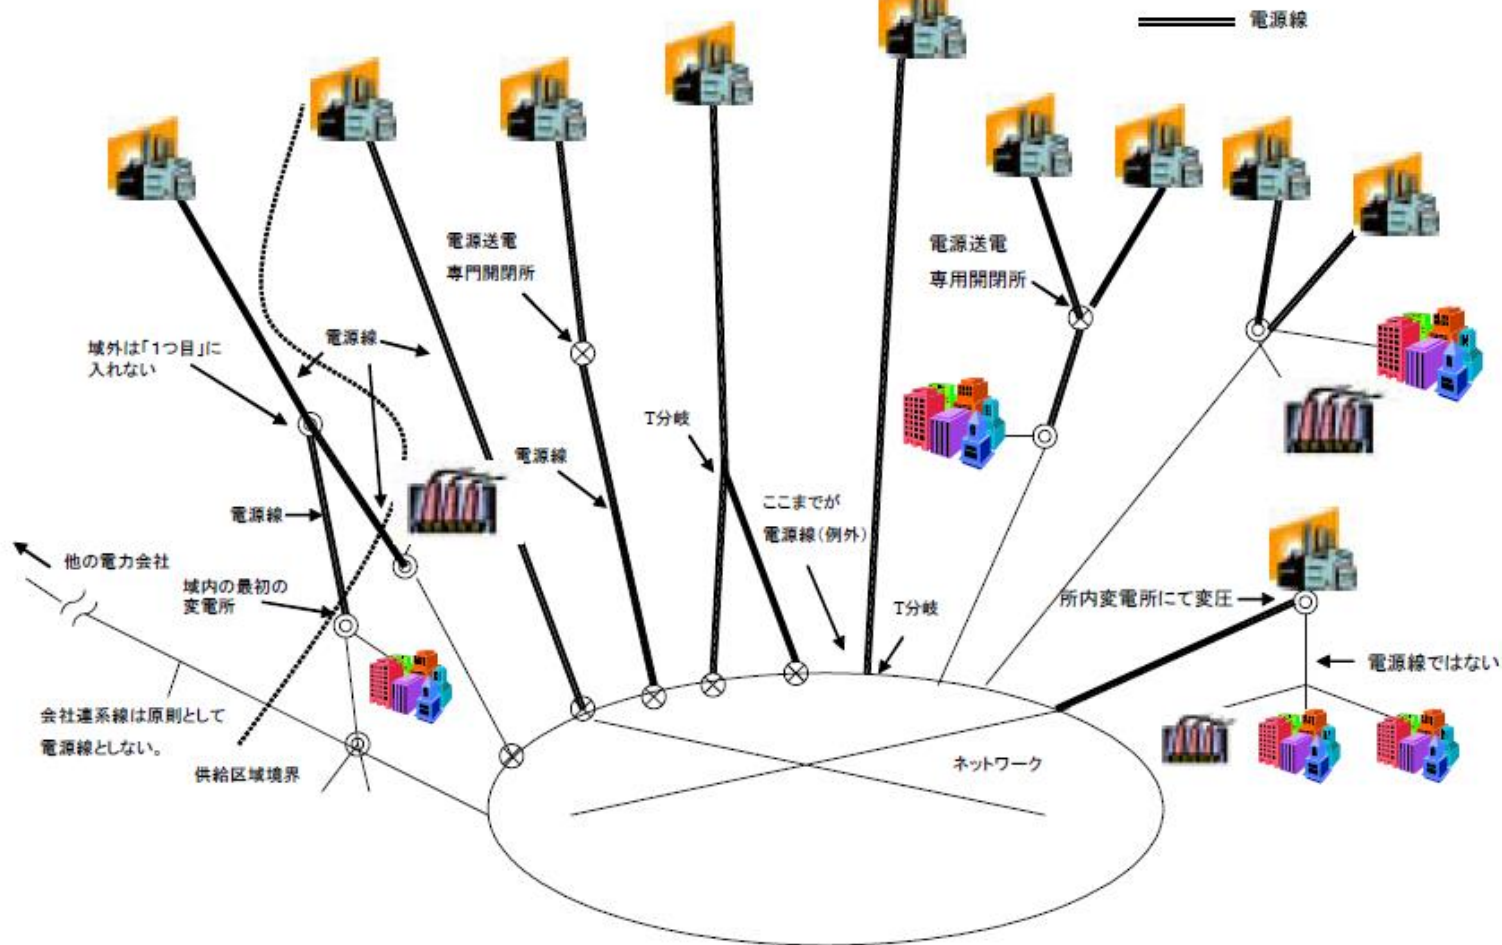 電源線
電源送電
専門開閉所
電源送電
専用開閉所
域外は「1つ目」に
入れない
電源線
T分岐
電源線
ここまでが
電源線(例外)
電源線
他の電力会社
域内の最初の
変電所
T分岐
所内変電所にて変圧
電源線ではない
会社連系線は原則として
電源線としない。
供給区域境界
ネットワーク